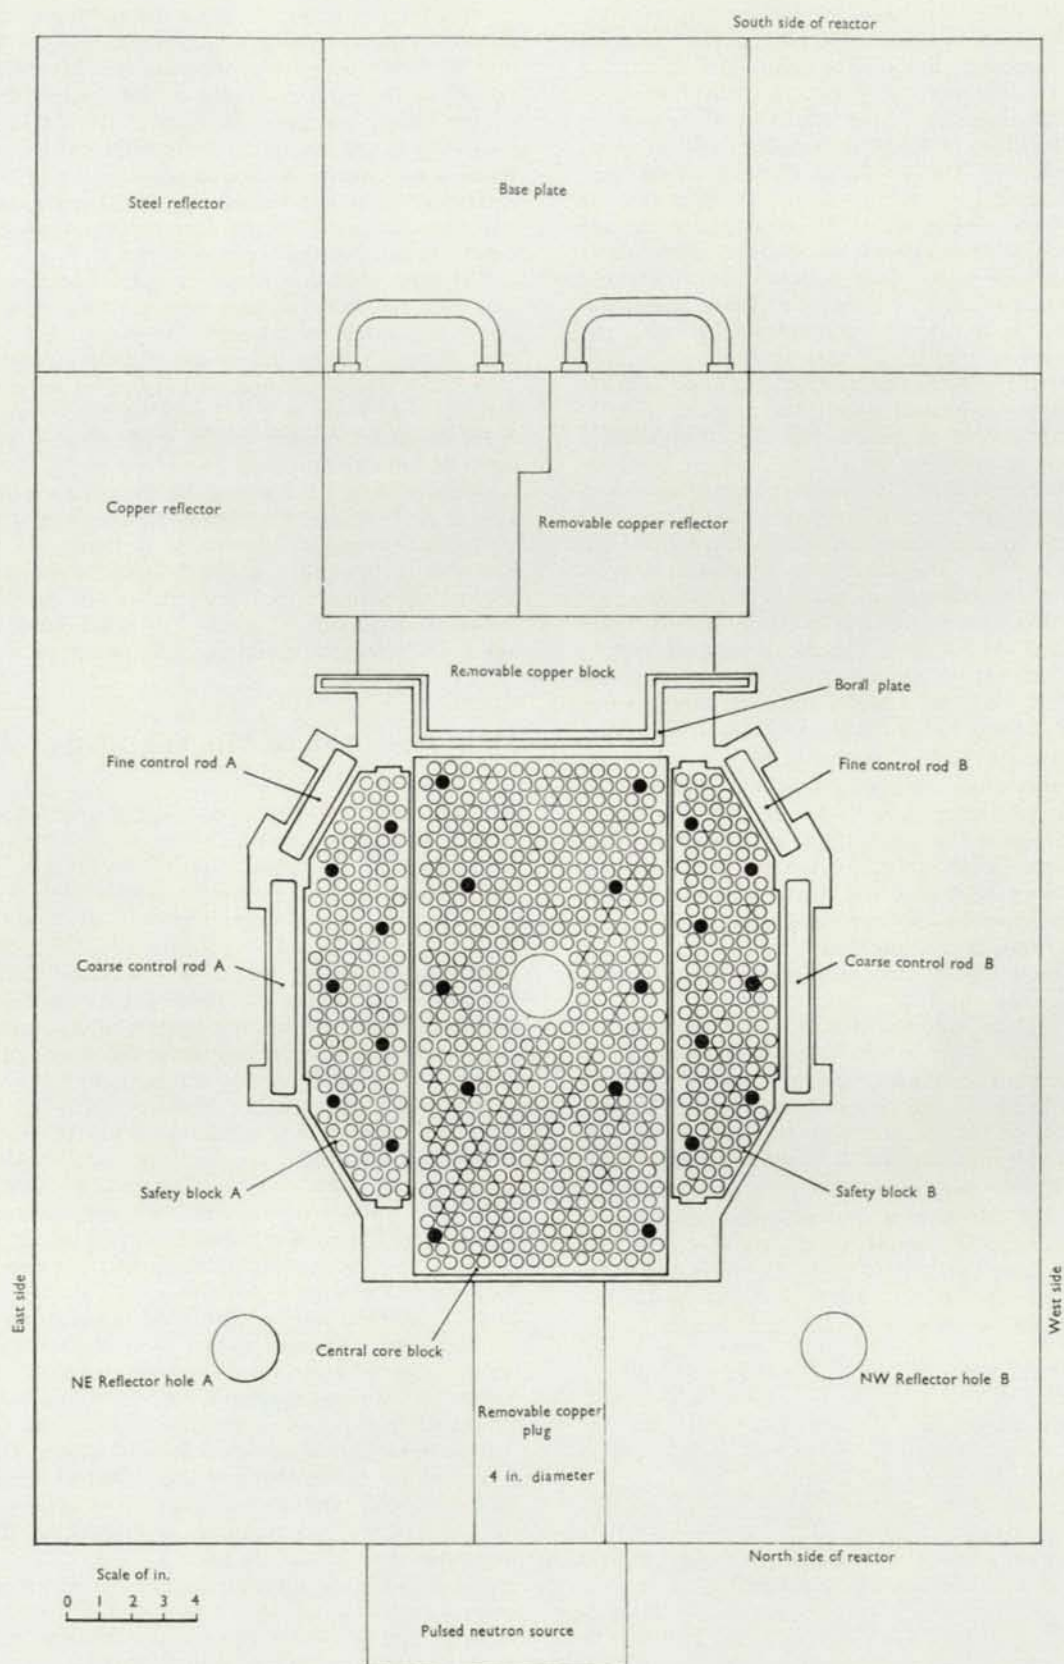 South side of reactor
Steel reflector
Base plate
Copper reflector
Removable copper reflector
Removable copper block
Boral plate
Fine control rod A
Fine control rod B
Coarse control rod A
Coarse control rod B
Safety block A
Safety block B
East side
West side
Central core block
NE Reflector hole A
NW Reflector hole B
Removable copper
plug
4 in. diameter
North side of reactor
Scale of in.
0 1 2 3 4
Pulsed neutron source